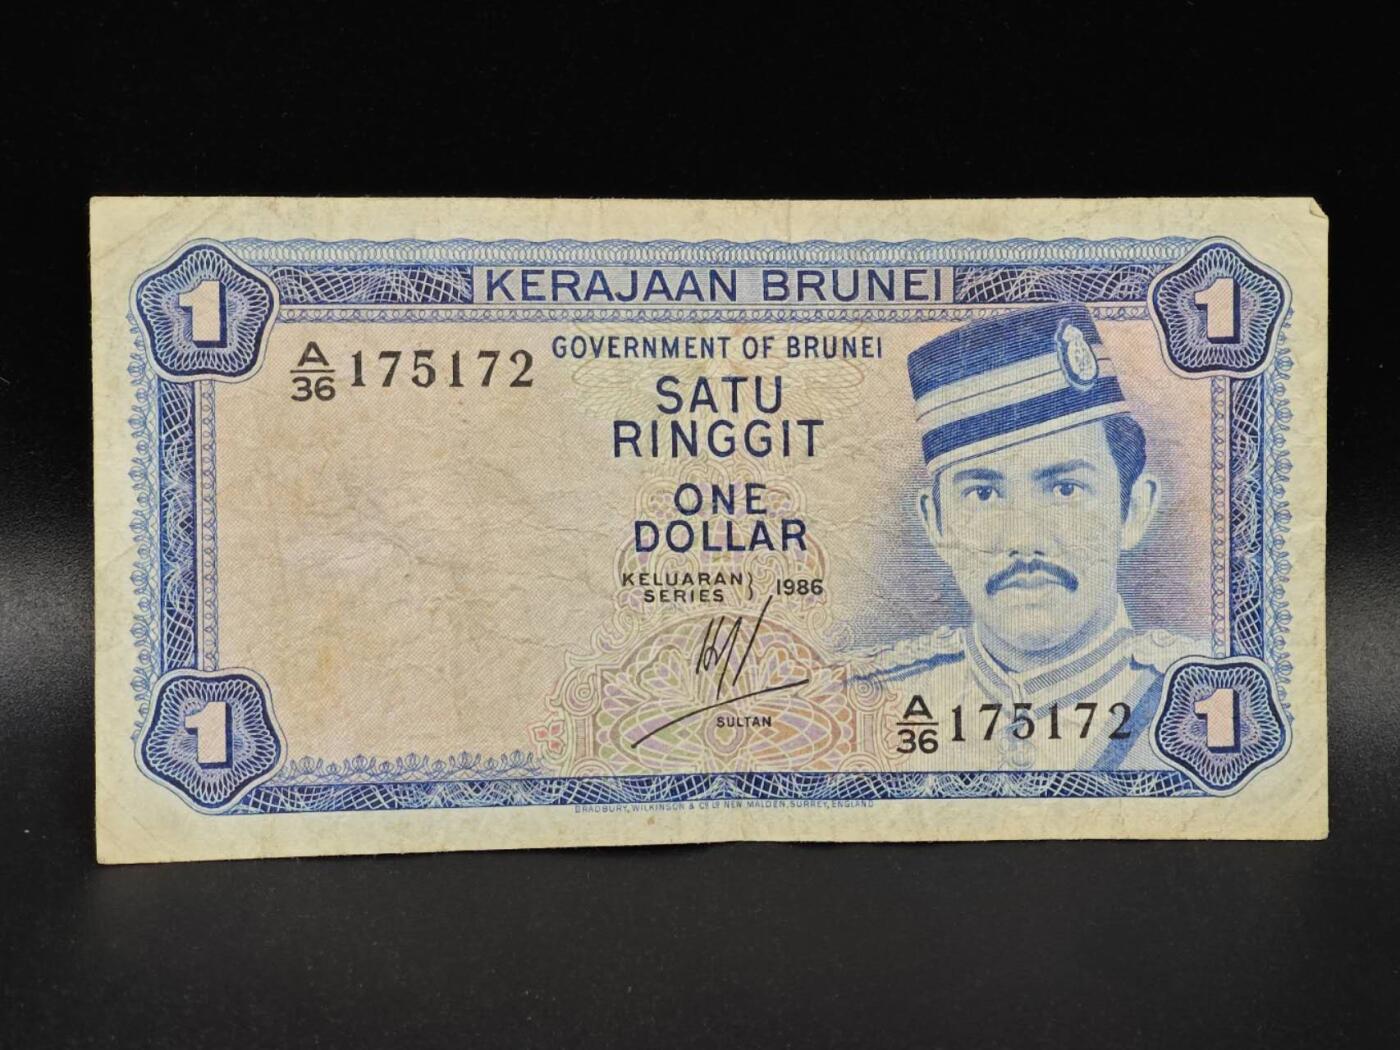 1
KERAJAAN BRUNEI
1
A/36 175172
GOVERNMENT OF BRUNEI
SATU
RINGGIT
ONE
DOLLAR
KELUARAN
SERIES
} 1986
SULTAN
A/36 175172
1
1
BRADBURY, WILKINSON & Cº Lº NEW MALDEN, SURREY, ENGLAND